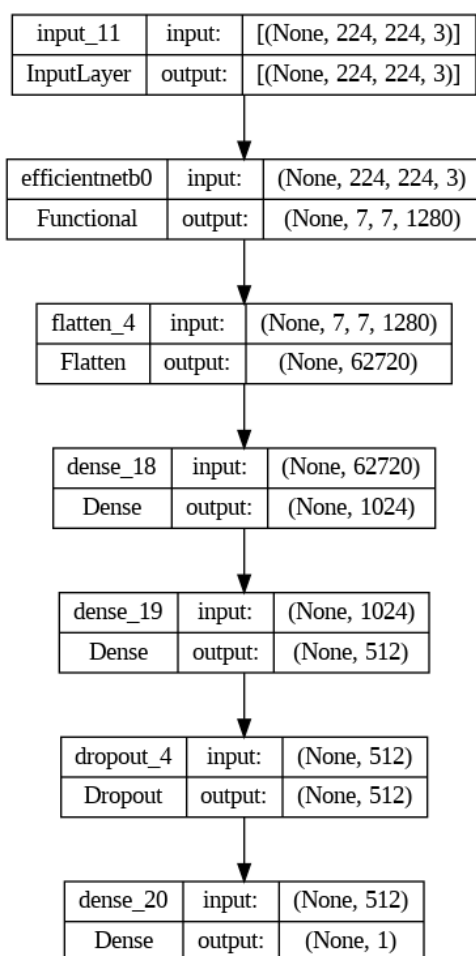 input_11 input: [(None, 224, 224, 3)]
InputLayer output: [(None, 224, 224, 3)]
efficientnetb0 input: (None, 224, 224, 3)
Functional output: (None, 7, 7, 1280)
flatten_4 input: (None, 7, 7, 1280)
Flatten output: (None, 62720)
dense_18 input: (None, 62720)
Dense output: (None, 1024)
dense_19 input: (None, 1024)
Dense output: (None, 512)
dropout_4 input: (None, 512)
Dropout output: (None, 512)
dense_20 input: (None, 512)
Dense output: (None, 1)